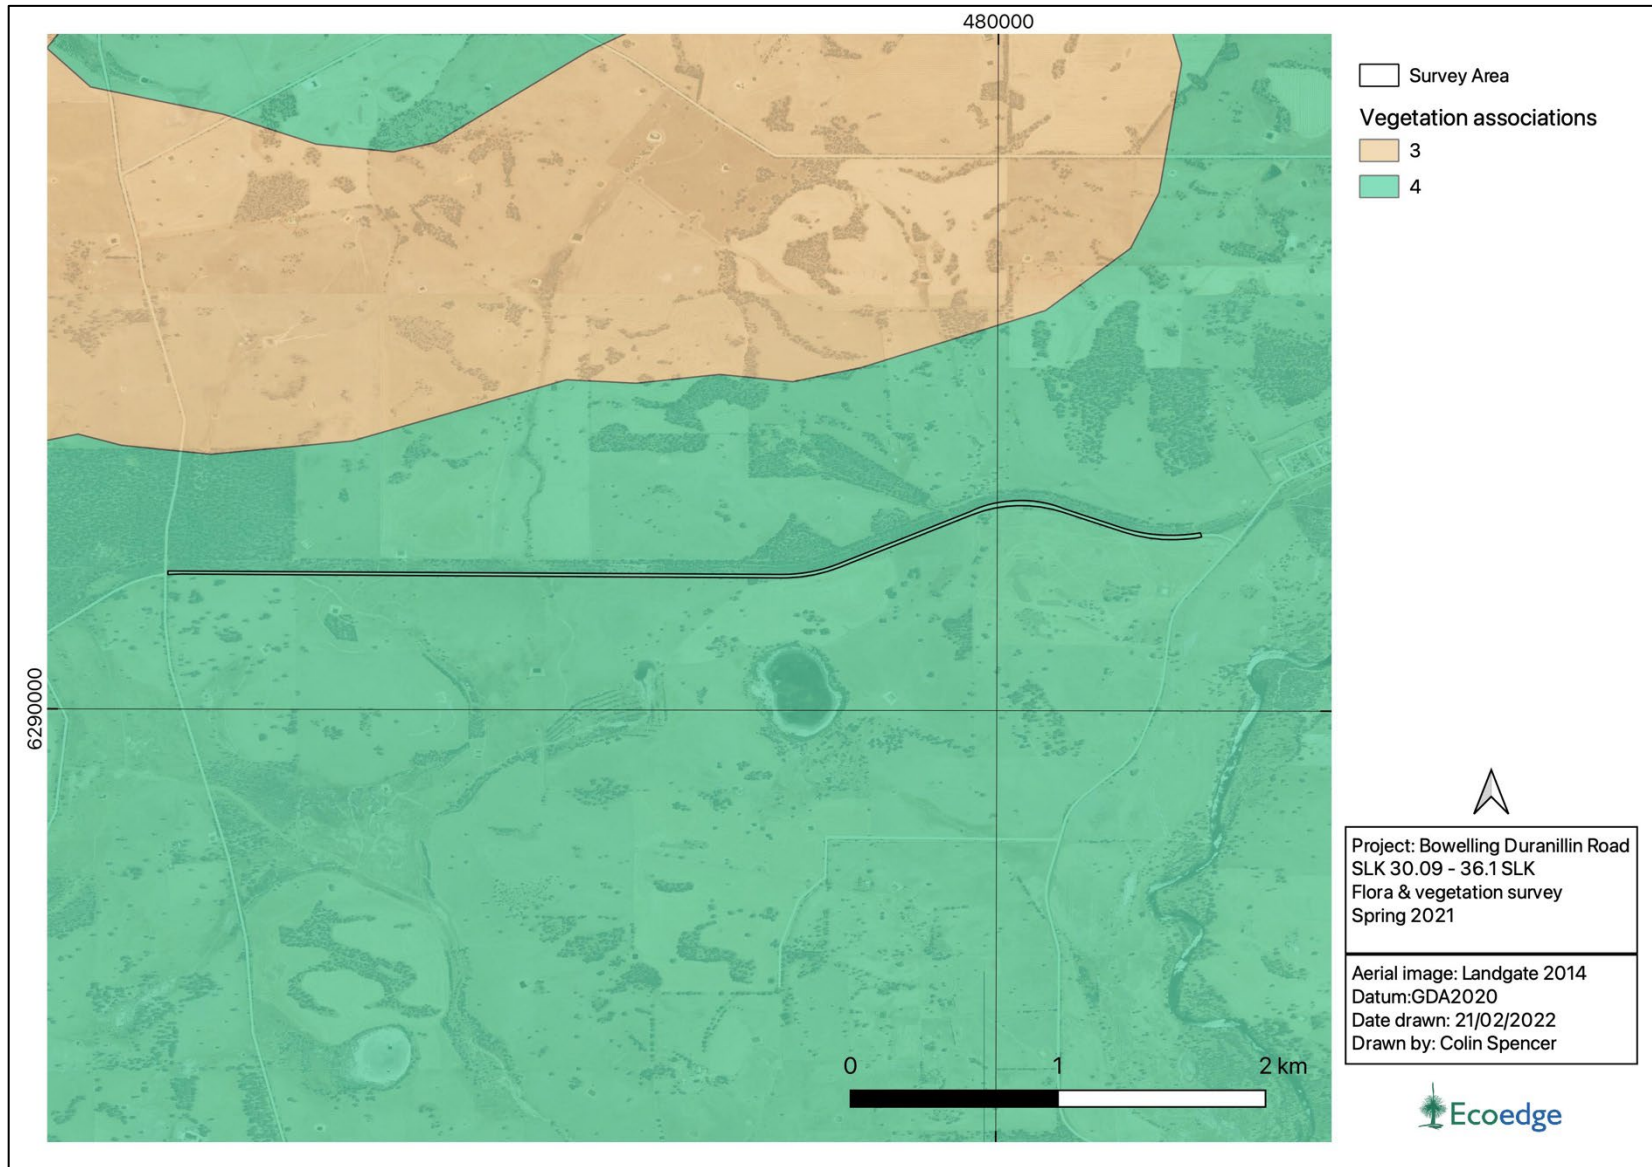 480000
Survey Area
Vegetation associations
3
4
6290000
Project: Bowelling Duranillin Road
SLK 30.09 - 36.1 SLK
Flora & vegetation survey
Spring 2021
Aerial image: Landgate 2014
Datum:GDA2020
Date drawn: 21/02/2022
Drawn by: Colin Spencer
0 1 2 km
Ecoedge